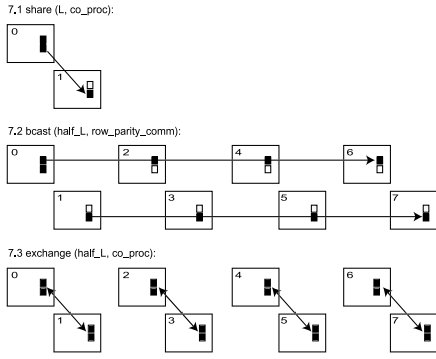 7.1 share (L, co_proc):
0
1
7.2 bcast (half_L, row_parity_comm):
0 2 4 6
1 3 5 7
7.3 exchange (half_L, co_proc):
0 2 4 6
1 3 5 7